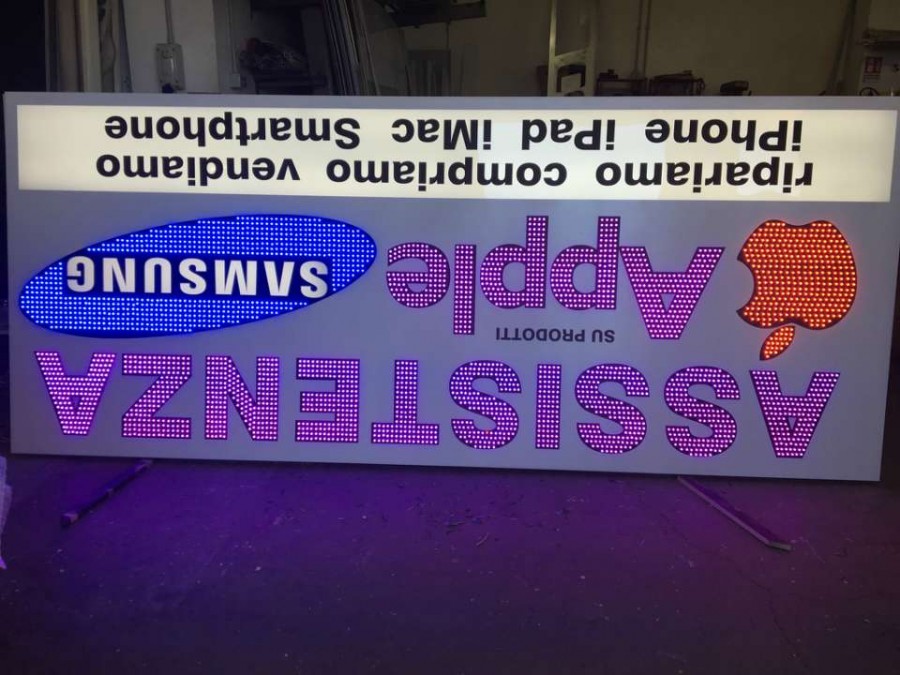 ASSISTENZA
SU PRODOTTI
Apple SAMSUNG
ripariamo compriamo vendiamo
iPhone iPad iMac Smartphone